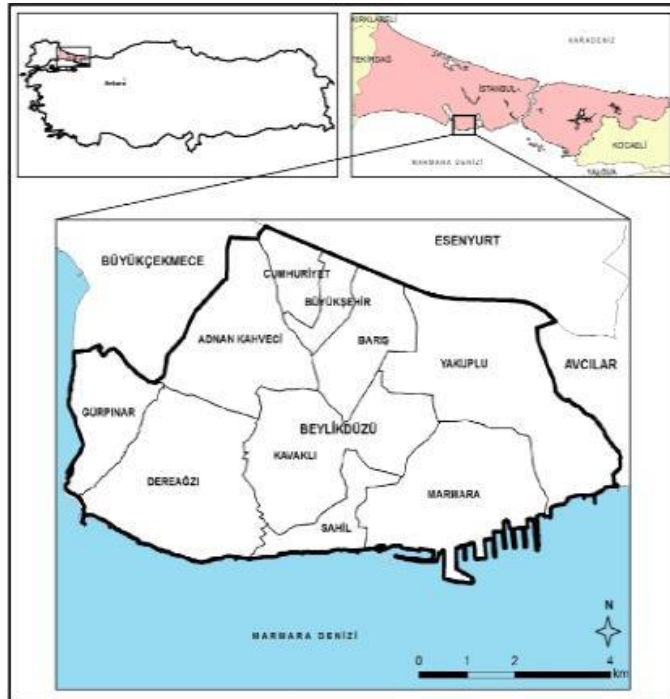 Ankara
KIRKLARELİ
KARADENİZ
TEKİRDAĞ
İSTANBUL
KOCAELİ
MARMARA DENİZİ
YALOVA
BÜYÜKÇEKMECE
ESENYURT
CUMHURİYET
BÜYÜKŞEHİR
ADNAN KAHVECİ
BARIŞ
YAKUPLU
AVCILAR
GÜRPINAR
BEYLİKDÜZÜ
KAVAKLI
DEREAĞZI
MARMARA
SAHİL
N
MARMARA DENİZİ
0 1 2 4
km